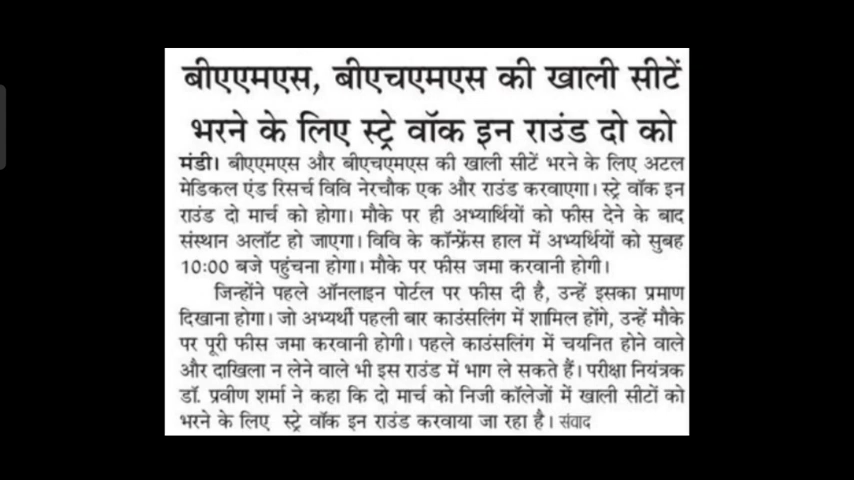 बीएएमएस, बीएचएमएस की खाली सीटें
भरने के लिए स्ट्रे वॉक इन राउंड दो को
मंडी। बीएएमएस और बीएचएमएस की खाली सीटें भरने के लिए अटल
मेडिकल एंड रिसर्च विवि नेरचौक एक और राउंड करवाएगा। स्ट्रे वॉक इन
राउंड दो मार्च को होगा। मौके पर ही अभ्यार्थियों को फीस देने के बाद
संस्थान अलॉट हो जाएगा। विवि के कॉन्फ्रेंस हाल में अभ्यर्थियों को सुबह
10:00 बजे पहुंचना होगा। मौके पर फीस जमा करवानी होगी।
जिन्होंने पहले ऑनलाइन पोर्टल पर फीस दी है, उन्हें इसका प्रमाण
दिखाना होगा। जो अभ्यर्थी पहली बार काउंसलिंग में शामिल होंगे, उन्हें मौके
पर पूरी फीस जमा करवानी होगी। पहले काउंसलिंग में चयनित होने वाले
और दाखिला न लेने वाले भी इस राउंड में भाग ले सकते हैं। परीक्षा नियंत्रक
डॉ. प्रवीण शर्मा ने कहा कि दो मार्च को निजी कॉलेजों में खाली सीटों को
भरने के लिए स्ट्रे वॉक इन राउंड करवाया जा रहा है। संवाद